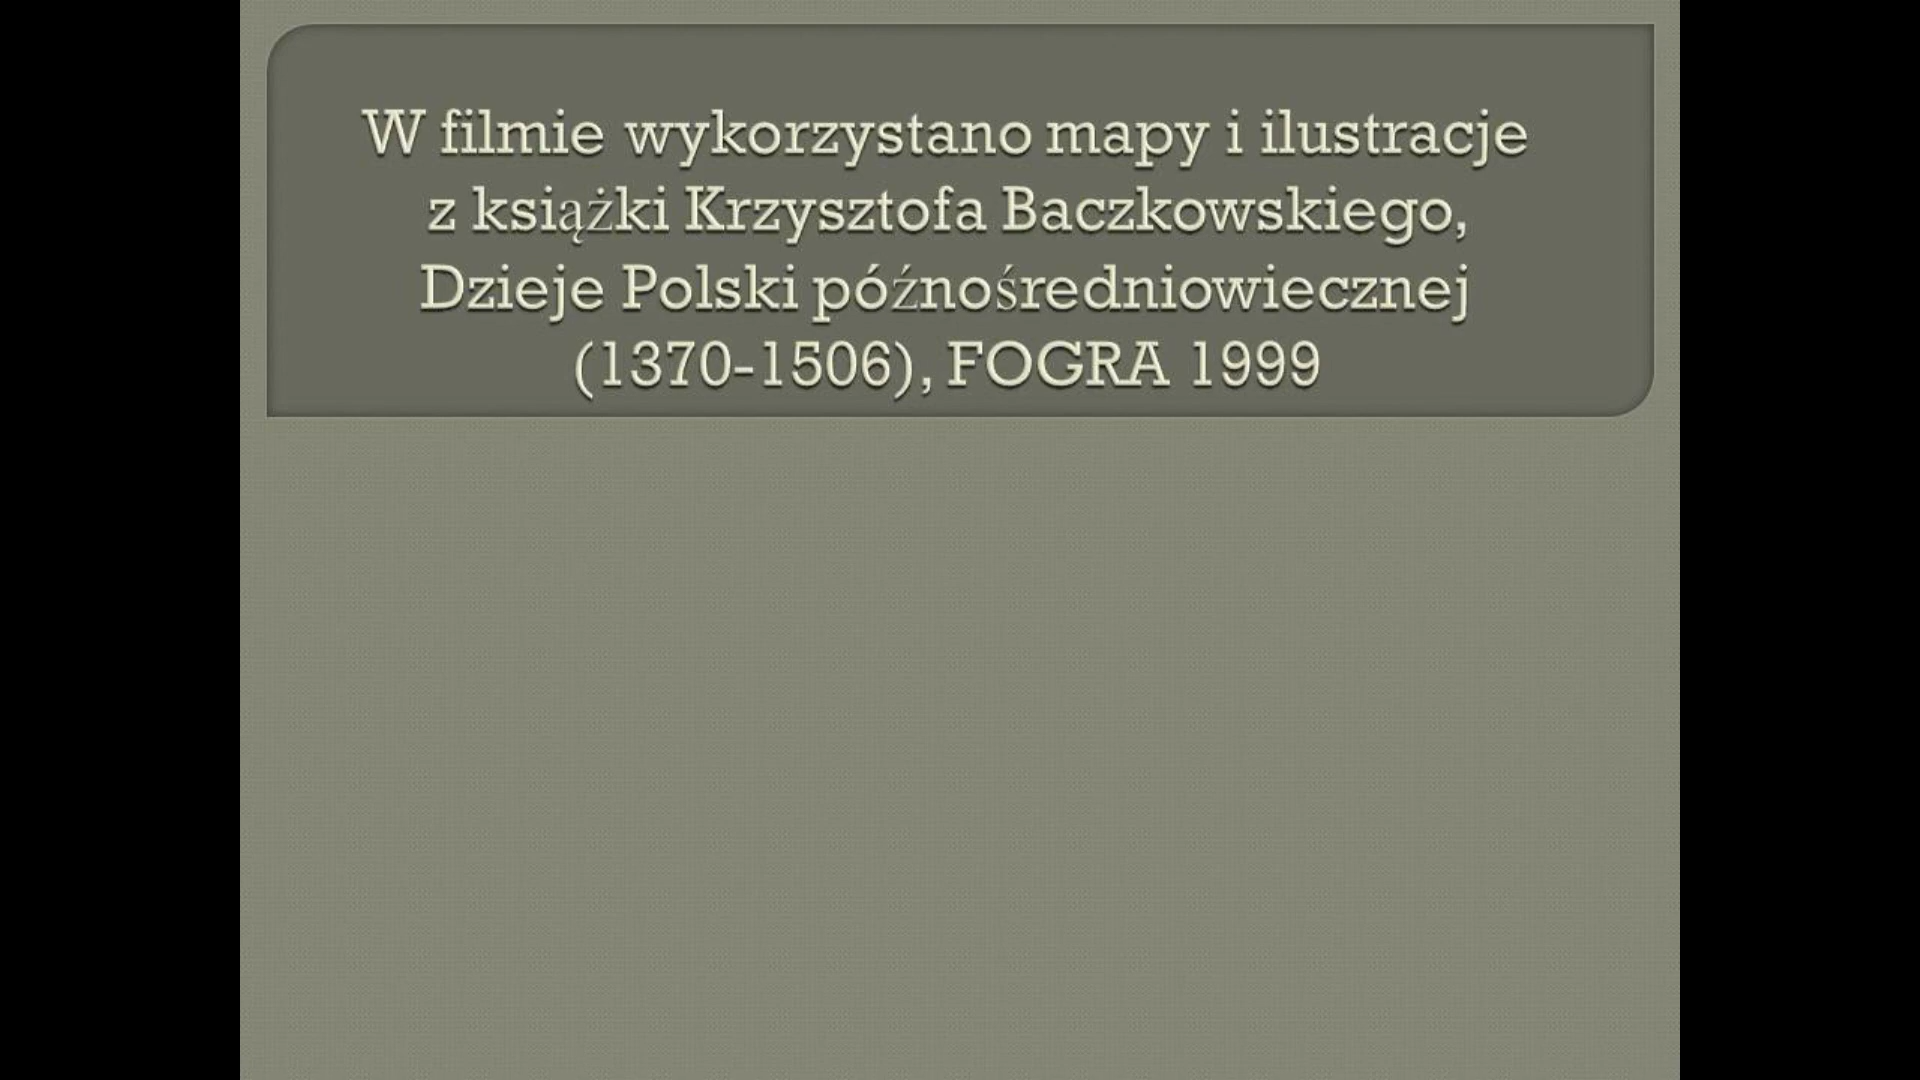 W filmie wykorzystano mapy i ilustracje
z książki Krzysztofa Baczkowskiego,
Dzieje Polski późnośredniowiecznej
(1370-1506), FOGRA 1999